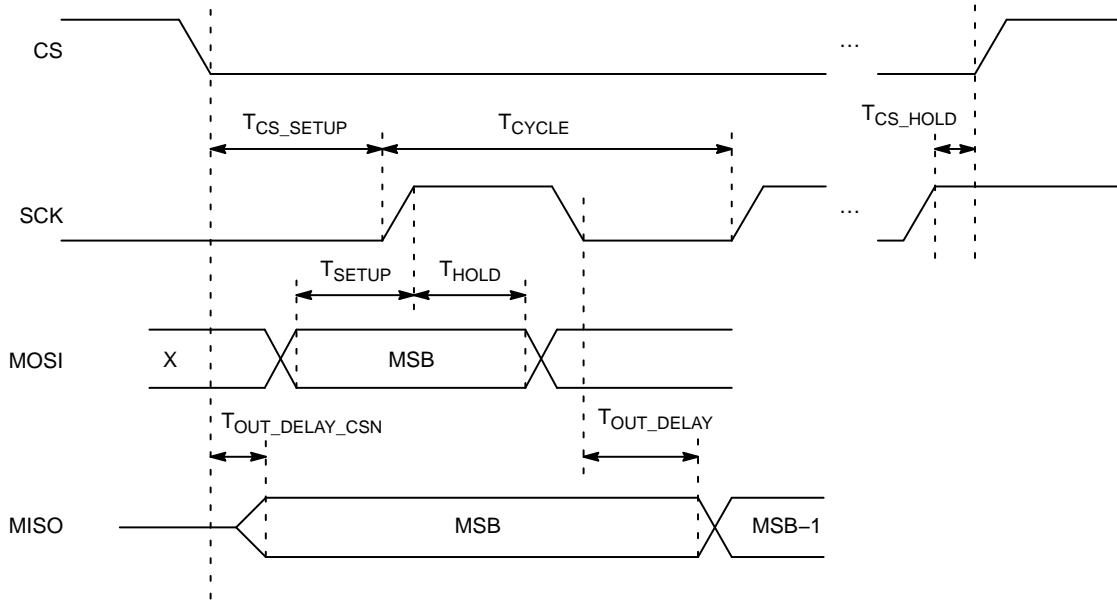 CS
...
T_CS_SETUP
T_CYCLE
T_CS_HOLD
SCK
...
T_SETUP
T_HOLD
MOSI
X
MSB
T_OUT_DELAY_CSN
T_OUT_DELAY
MISO
MSB
MSB−1